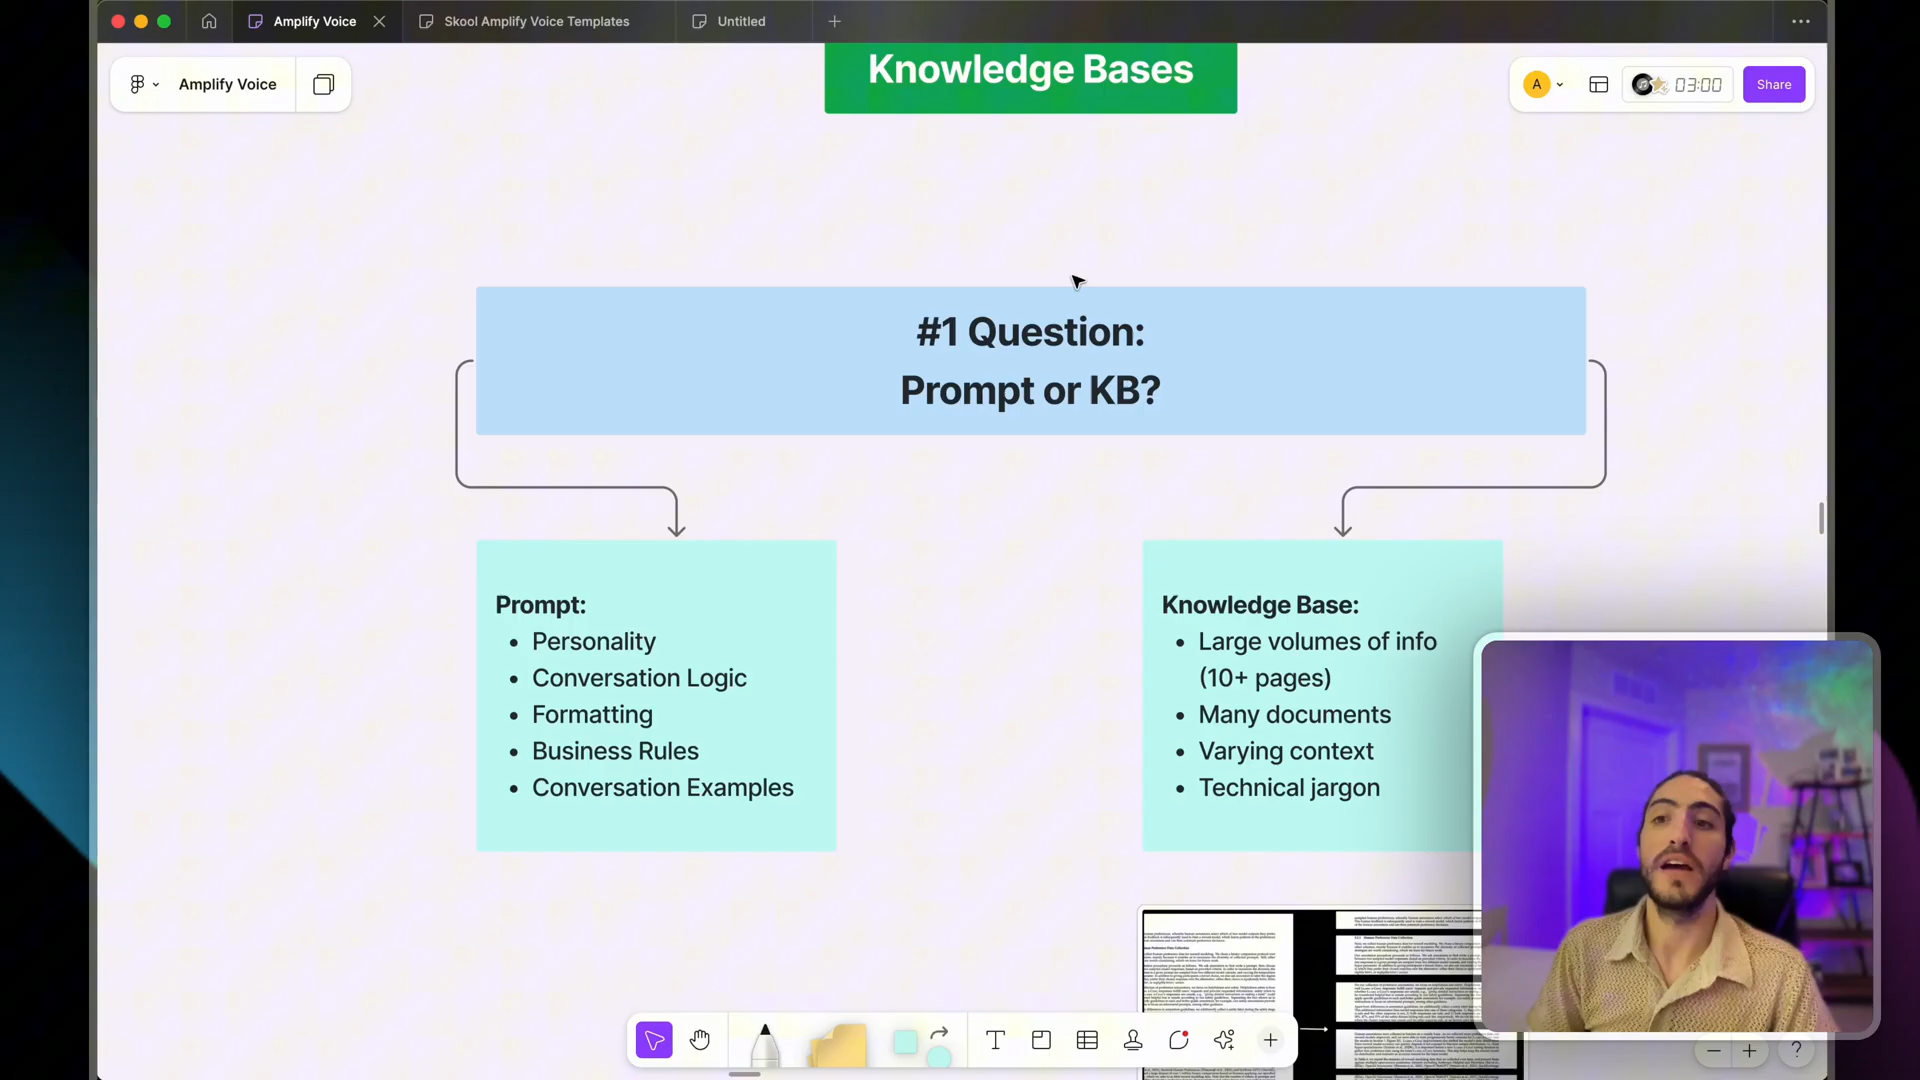 Amplify Voice
Skool Amplify Voice Templates
Untitled
Amplify Voice
Knowledge Bases
A
03:00
Share
#1 Question:
Prompt or KB?
Prompt:
• Personality
• Conversation Logic
• Formatting
• Business Rules
• Conversation Examples
Knowledge Base:
• Large volumes of info
(10+ pages)
• Many documents
• Varying context
• Technical jargon